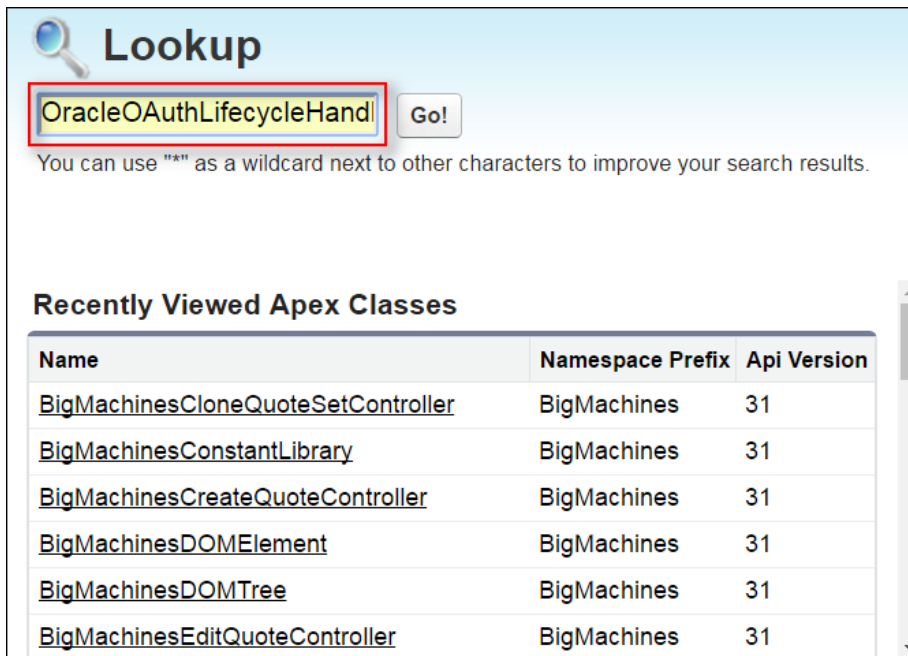 Lookup
OracleOAuthLifecycleHandl Go!
You can use "*" as a wildcard next to other characters to improve your search results.
Recently Viewed Apex Classes
Name Namespace Prefix Api Version
BigMachinesCloneQuoteSetController BigMachines 31
BigMachinesConstantLibrary BigMachines 31
BigMachinesCreateQuoteController BigMachines 31
BigMachinesDOMElement BigMachines 31
BigMachinesDOMTree BigMachines 31
BigMachinesEditQuoteController BigMachines 31